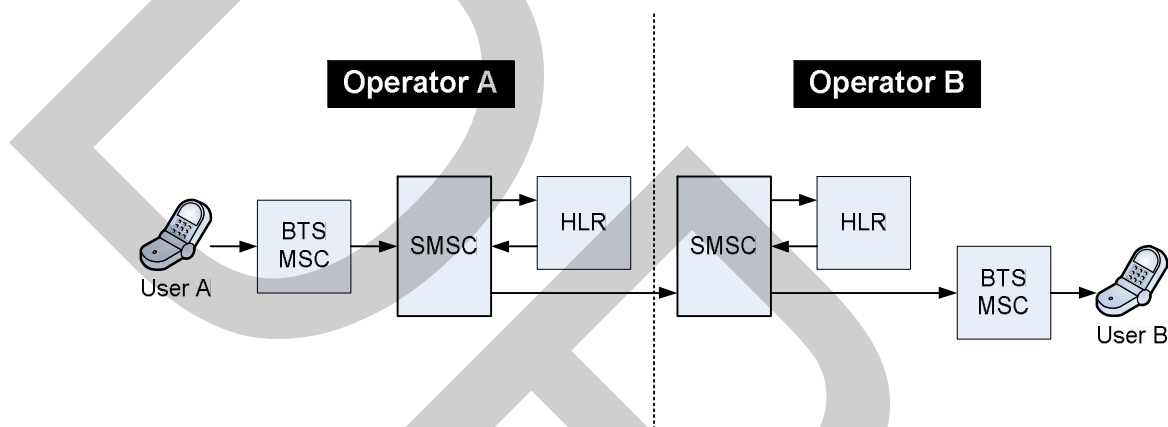 Operator A
Operator B
User A
BTS
MSC
SMSC
HLR
SMSC
HLR
BTS
MSC
User B